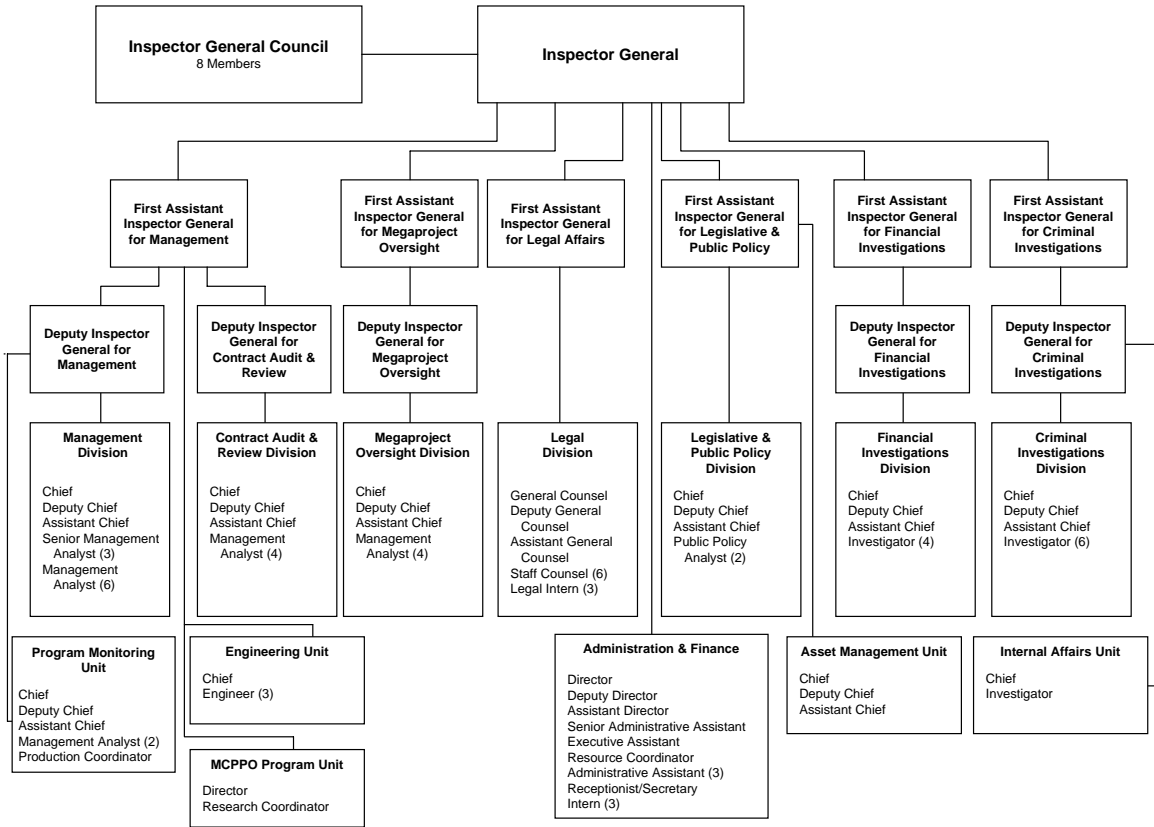 Inspector General Council
8 Members
Inspector General
First Assistant
Inspector General
for Management
First Assistant
Inspector General
for Megaproject
Oversight
First Assistant
Inspector General
for Legal Affairs
First Assistant
Inspector General
for Legislative &
Public Policy
First Assistant
Inspector General
for Financial
Investigations
First Assistant
Inspector General
for Criminal
Investigations
Deputy Inspector
General for
Management
Deputy Inspector
General for
Contract Audit &
Review
Deputy Inspector
General for
Megaproject
Oversight
Deputy Inspector
General for
Financial
Investigations
Deputy Inspector
General for
Criminal
Investigations
Management
Division
Chief
Deputy Chief
Assistant Chief
Senior Management
Analyst (3)
Management
Analyst (6)
Contract Audit &
Review Division
Chief
Deputy Chief
Assistant Chief
Management
Analyst (4)
Megaproject
Oversight Division
Chief
Deputy Chief
Assistant Chief
Management
Analyst (4)
Legal
Division
General Counsel
Deputy General
Counsel
Assistant General
Counsel
Staff Counsel (6)
Legal Intern (3)
Legislative &
Public Policy
Division
Chief
Deputy Chief
Assistant Chief
Public Policy
Analyst (2)
Financial
Investigations
Division
Chief
Deputy Chief
Assistant Chief
Investigator (4)
Criminal
Investigations
Division
Chief
Deputy Chief
Assistant Chief
Investigator (6)
Program Monitoring
Unit
Chief
Deputy Chief
Assistant Chief
Management Analyst (2)
Production Coordinator
Engineering Unit
Chief
Engineer (3)
MCPPO Program Unit
Director
Research Coordinator
Administration & Finance
Director
Deputy Director
Assistant Director
Senior Administrative Assistant
Executive Assistant
Resource Coordinator
Administrative Assistant (3)
Receptionist/Secretary
Intern (3)
Asset Management Unit
Chief
Deputy Chief
Assistant Chief
Internal Affairs Unit
Chief
Investigator